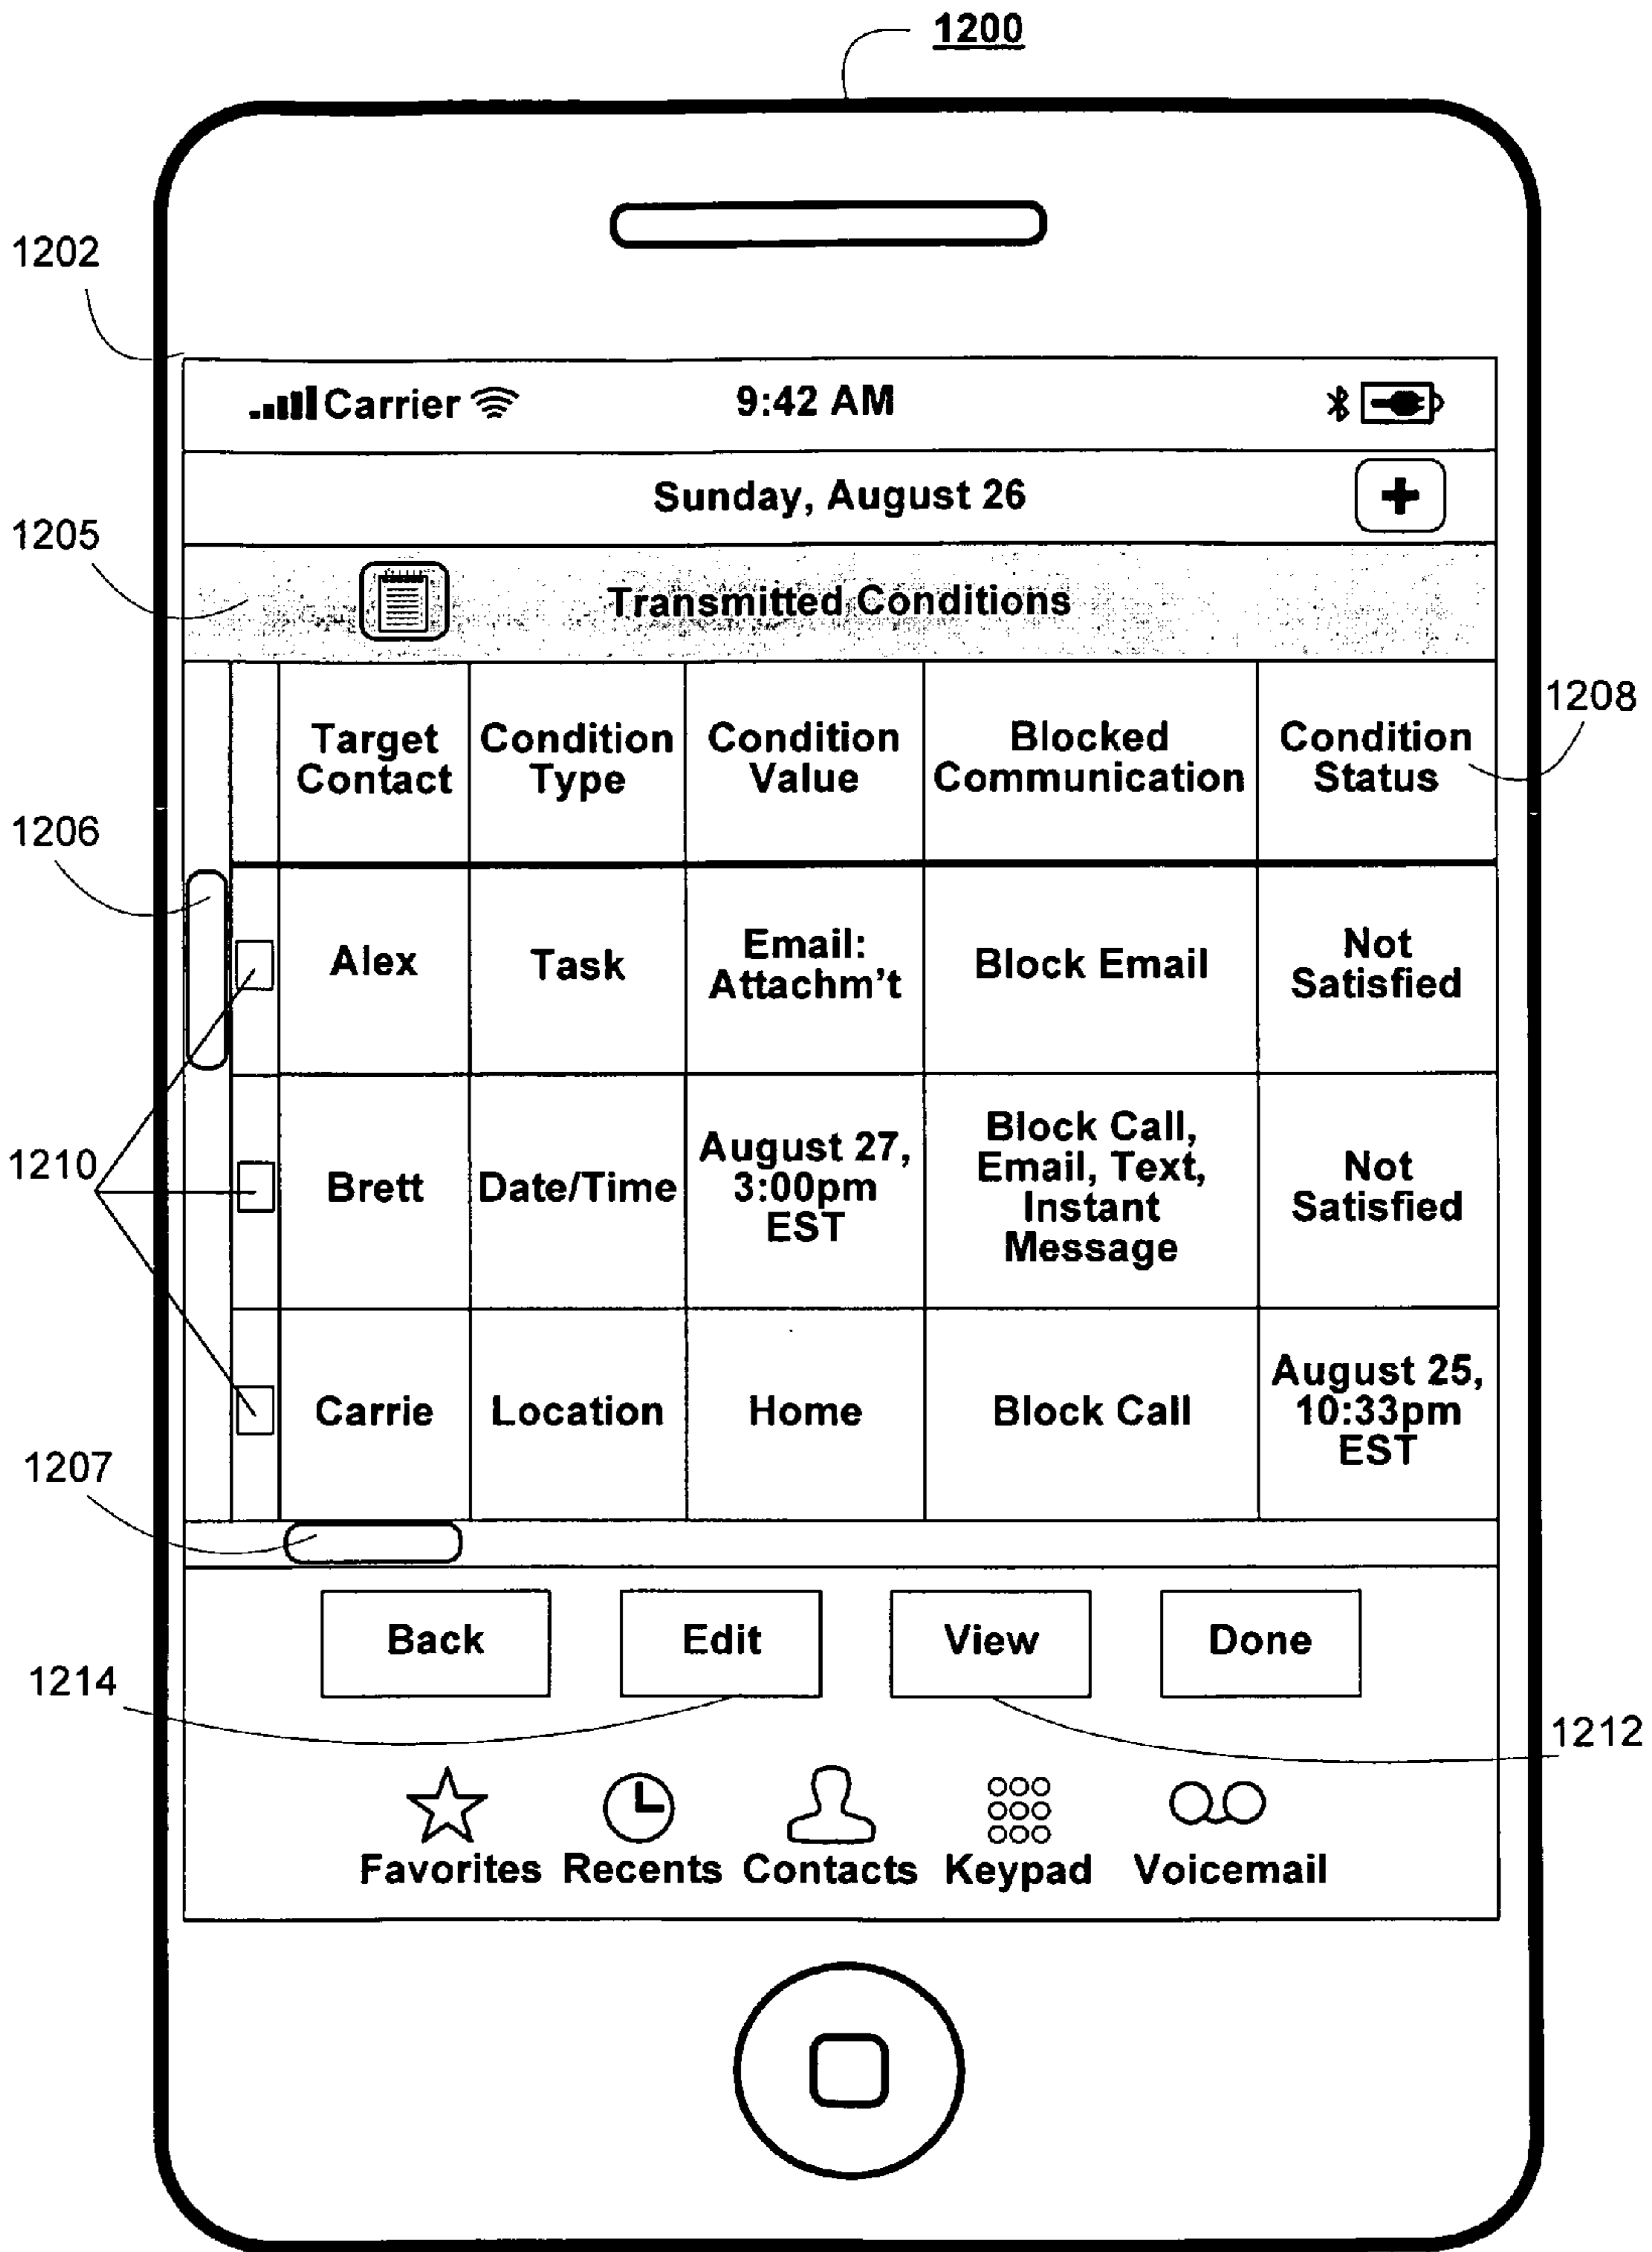 1200
1202
Carrier 9:42 AM
Sunday, August 26 +
1205
Transmitted Conditions
1208
Target Contact
Condition Type
Condition Value
Blocked Communication
Condition Status
1206
Alex
Task
Email:
Attachm't
Block Email
Not
Satisfied
1210
Brett
Date/Time
August 27,
3:00pm
EST
Block Call,
Email, Text,
Instant
Message
Not
Satisfied
Carrie
Location
Home
Block Call
August 25,
10:33pm
EST
1207
Back Edit View Done
1214
1212
Favorites Recents Contacts Keypad Voicemail